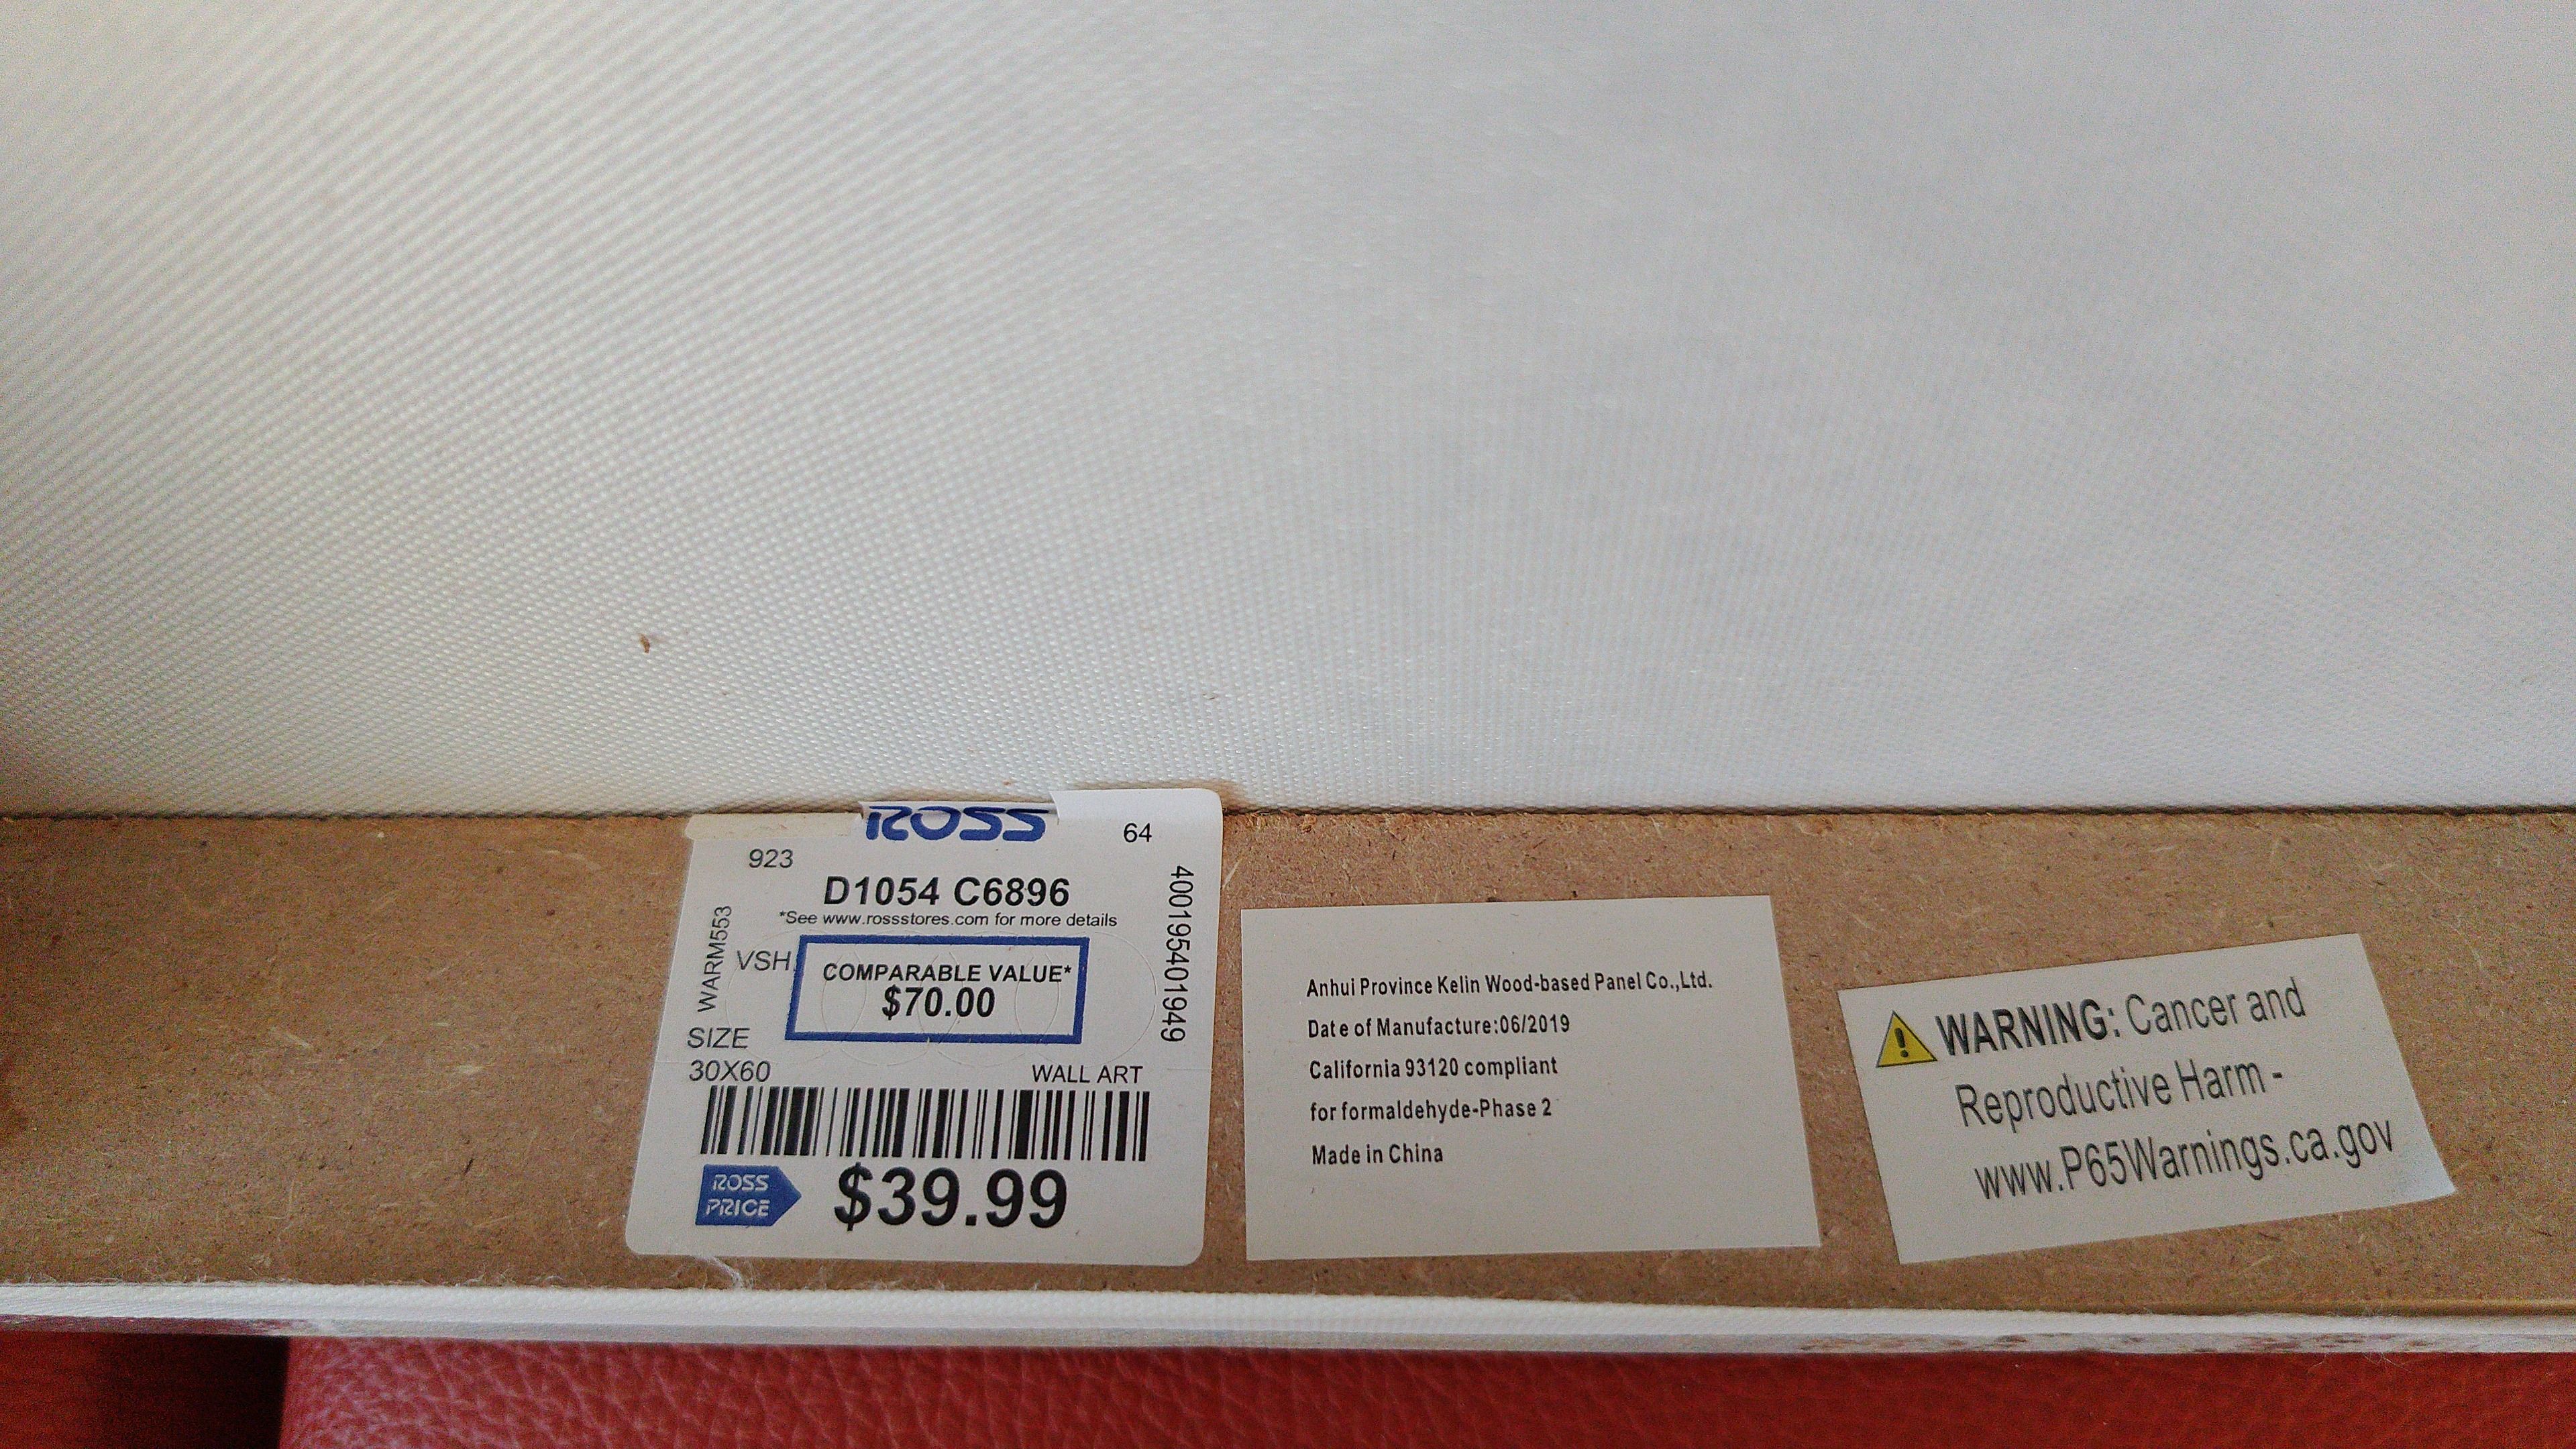 ROSS
64
923
D1054 C6896
*See www.rossstores.com for more details
WARM553
VSH
COMPARABLE VALUE*
$70.00
400195401949
SIZE
30X60
WALL ART
ROSS
PRICE
$39.99
Anhui Province Kelin Wood-based Panel Co.,Ltd.
Date of Manufacture:06/2019
California 93120 compliant
for formaldehyde-Phase 2
Made in China
WARNING: Cancer and
Reproductive Harm -
www.P65Warnings.ca.gov